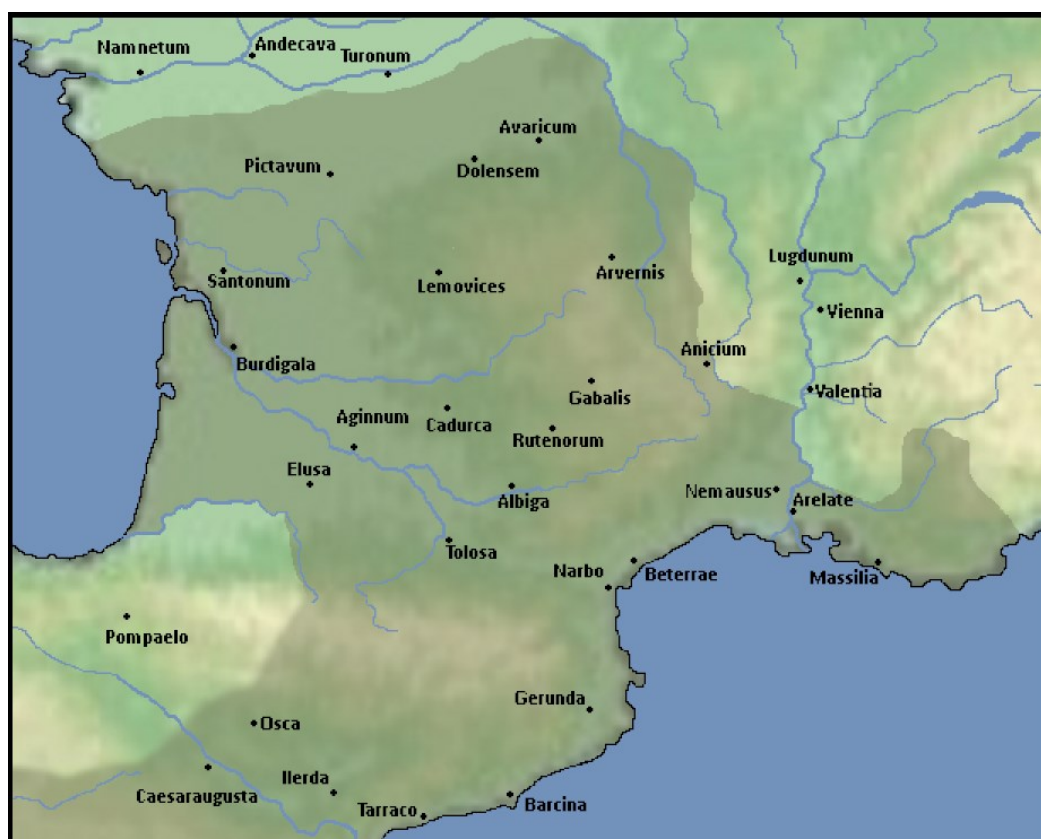 Namnetum
Andecava
Turonum
Avaricum
Pictavum
Dolensem
Santonum
Lemovices
Arvernis
Lugdunum
Vienna
Burdigala
Anicium
Valentia
Gabalis
Aginnum
Cadurca
Rutenorum
Elusa
Albiga
Nemausus
Arelate
Tolosa
Narbo
Beterrae
Massilia
Pompaelo
Gerunda
Osca
Ilerda
Caesaraugusta
Tarraco
Barcina